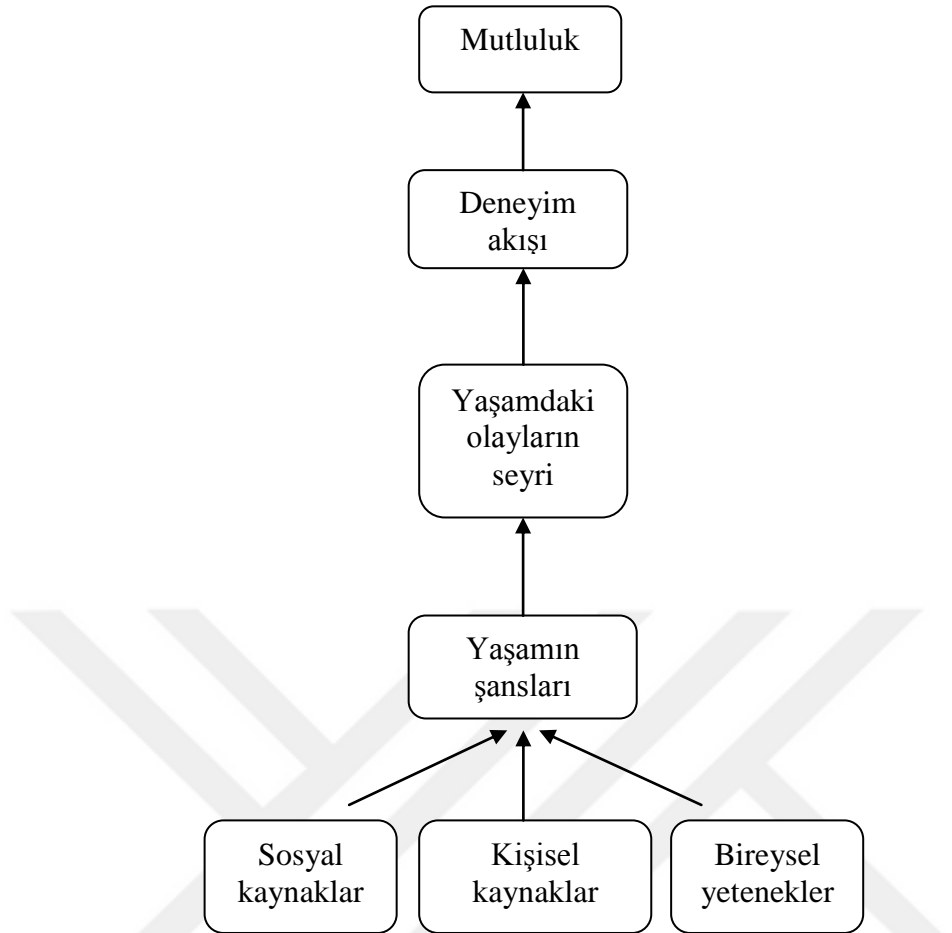 Mutluluk
Deneyim
akışı
Yaşamdaki
olayların
seyri
Yaşamın
şansları
Sosyal
kaynaklar
Kişisel
kaynaklar
Bireysel
yetenekler